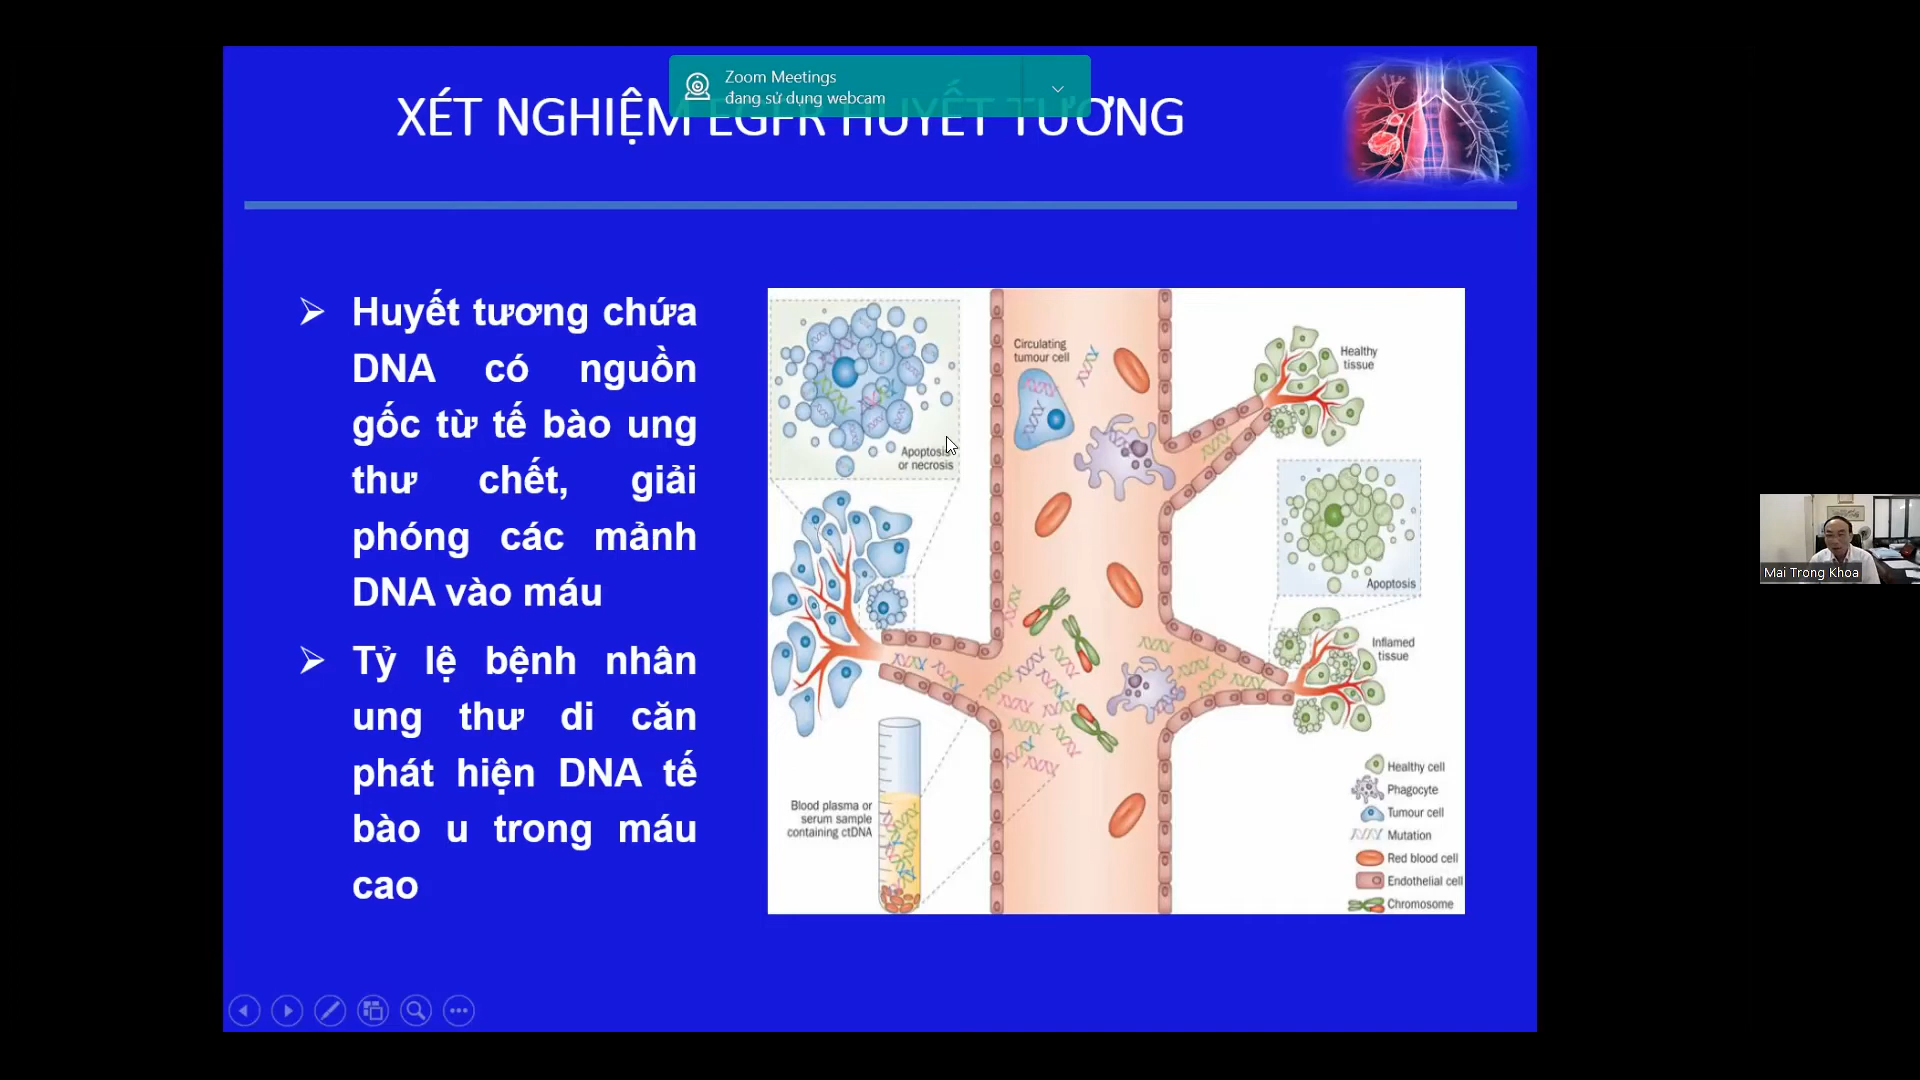 Zoom Meetings
đang sử dụng webcam
XÉT NGHIỆM EGFR HUYẾT TƯƠNG
Huyết tương chứa
DNA có nguồn
gốc từ tế bào ung
thư chết, giải
phóng các mảnh
DNA vào máu
Tỷ lệ bệnh nhân
ung thư di căn
phát hiện DNA tế
bào u trong máu
cao
Apoptosis
or necrosis
Circulating
tumour cell
Healthy
tissue
Apoptosis
Inflamed
tissue
Blood plasma or
serum sample
containing ctDNA
Healthy cell
Phagocyte
Tumour cell
Mutation
Red blood cell
Endothelial cell
Chromosome
Mai Trong Khoa